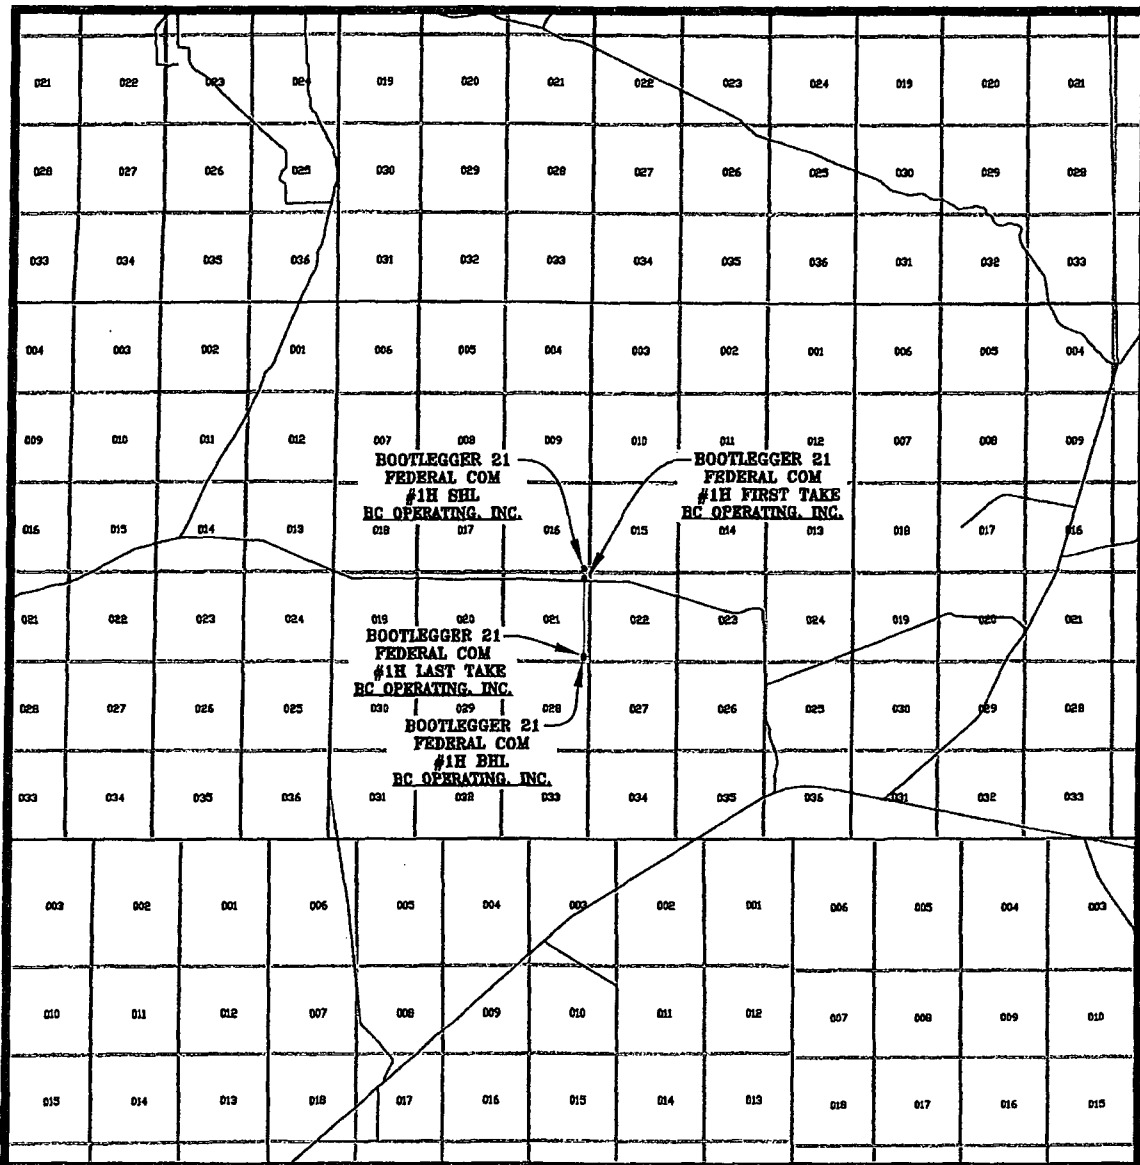 021 022 023 024 019 020 021 022 023 024 019 020 021
028 027 026 025 030 029 028 027 026 025 030 029 028
033 034 035 036 031 032 033 034 035 036 031 032 033
004 003 002 001 006 005 004 003 002 001 006 005 004
009 010 011 012 007 008 009 010 011 012 007 008 009
BOOTLEGGER 21
FEDERAL COM
#1H SHL
BC OPERATING, INC.
BOOTLEGGER 21
FEDERAL COM
#1H FIRST TAKE
BC OPERATING, INC.
016 015 014 013 018 017 016 015 014 013 018 017 016
021 022 023 024 019 020 021 022 023 024 019 020 021
BOOTLEGGER 21
FEDERAL COM
#1H LAST TAKE
BC OPERATING, INC.
028 027 026 025 030 029 028 027 026 025 030 029 028
BOOTLEGGER 21
FEDERAL COM
#1H BHL
BC OPERATING, INC.
033 034 035 036 031 032 033 034 035 036 031 032 033
003 002 001 006 005 004 003 002 001 006 005 004 003
010 011 012 007 008 009 010 011 012 007 008 009 010
015 014 013 018 017 016 015 014 013 018 017 016 015